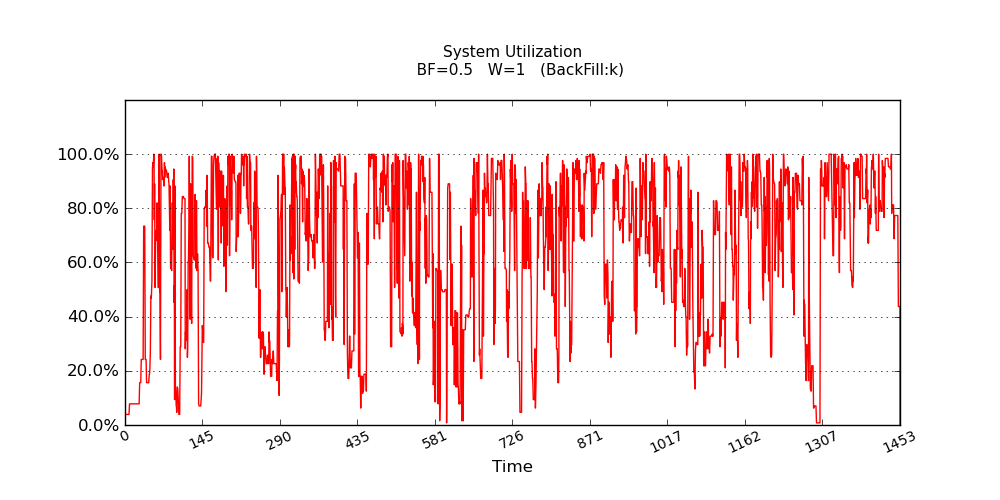 System Utilization
BF=0.5 W=1 (BackFill:k)
100.0%
80.0%
60.0%
40.0%
20.0%
0.0%
0 145 290 435 581 726 871 1017 1162 1307 1453
Time